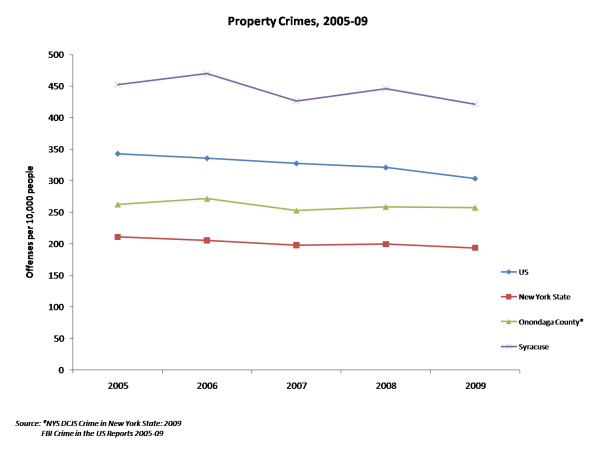 Property Crimes, 2005-09
Offenses per 10,000 people
500
450
400
350
300
250
200
150
100
50
0
2005 2006 2007 2008 2009
US
New York State
Onondaga County*
Syracuse
Source: *NYS DCJS Crime in New York State: 2009
FBI Crime in the US Reports 2005-09